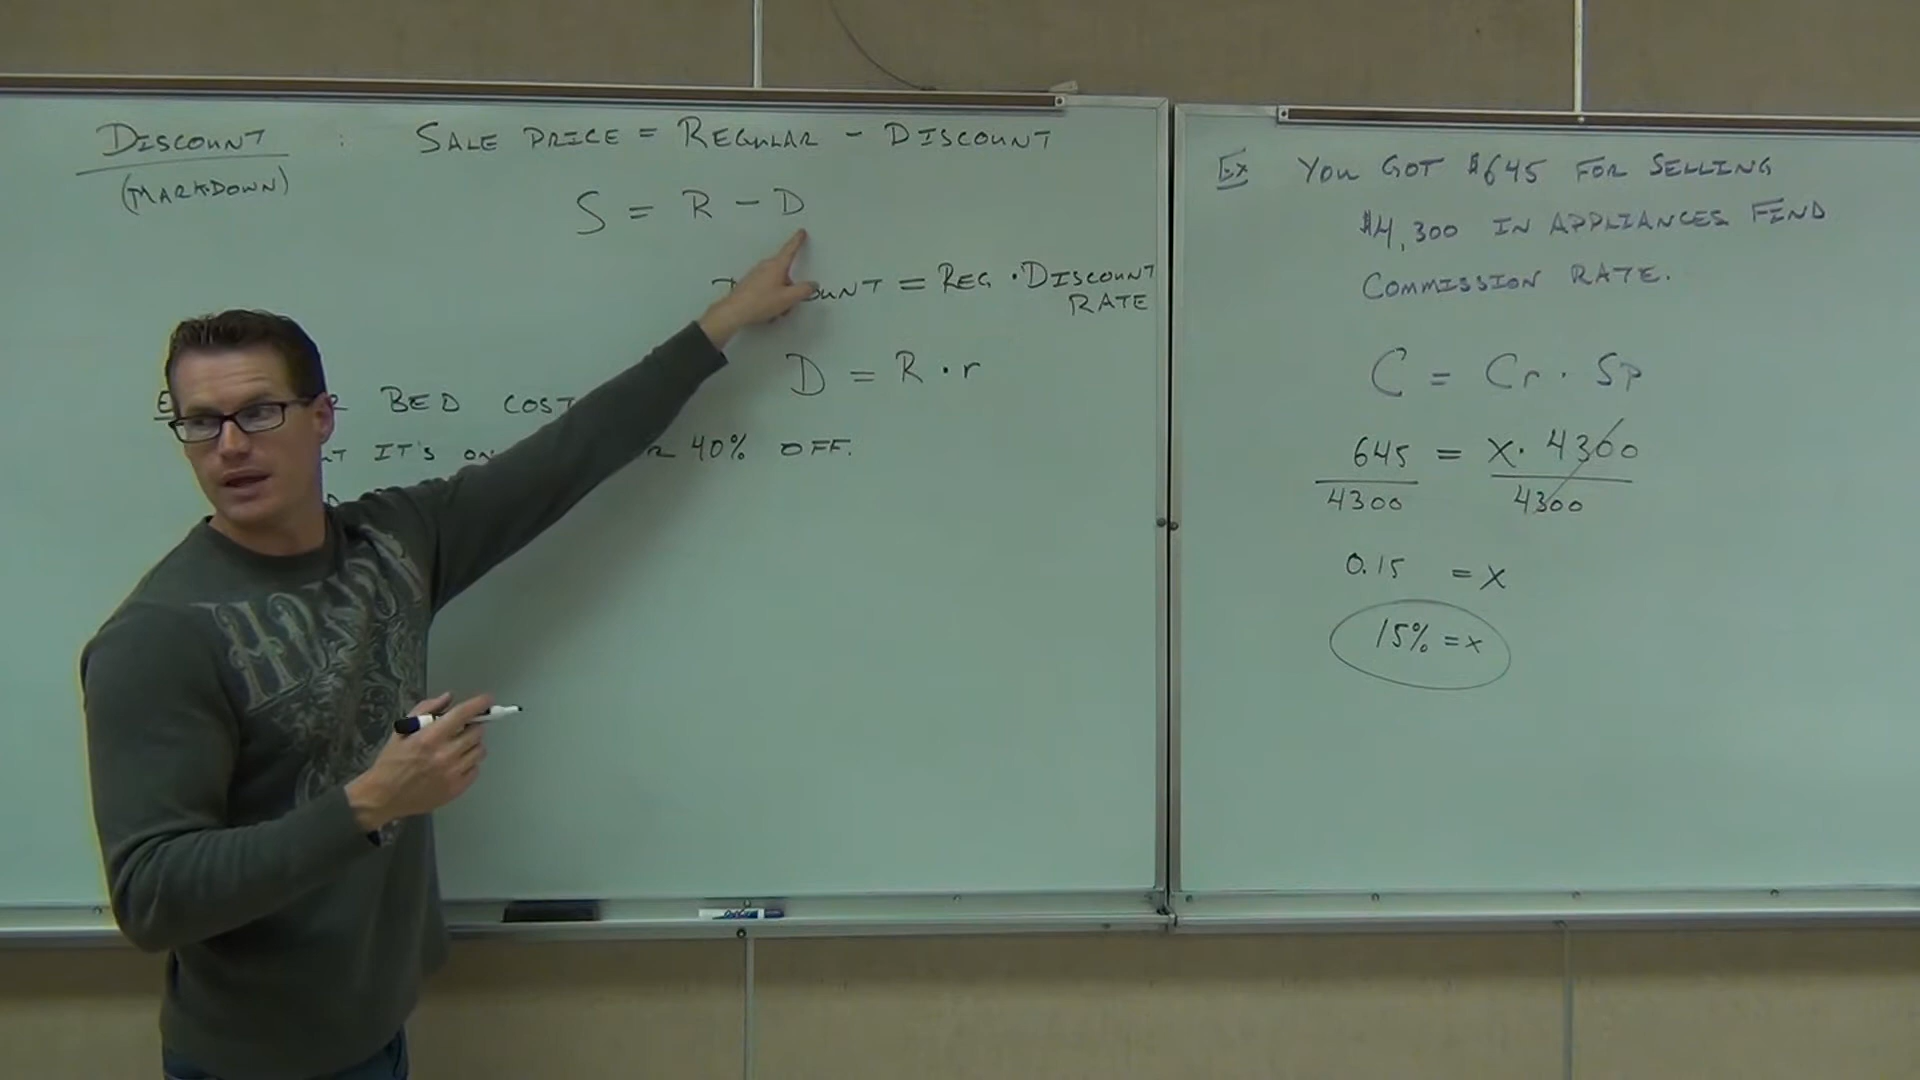 DISCOUNT : SALE PRICE = REGULAR - DISCOUNT
(MARKDOWN)
S = R - D
= REG · DISCOUNT
RATE
D = R · r
BED COST
IT'S 40% OFF.
Ex YOU GOT $645 FOR SELLING
$4,300 IN APPLIANCES FIND
COMMISSION RATE.
C = Cr · Sp
645 = x · 4300
4300 4300
0.15 = x
15% = x